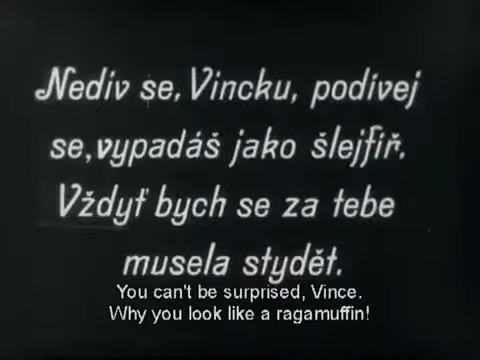 Nediv se, Vincku, podívej
se, vypadáš jako šlejfíř.
Vždyť bych se za tebe
musela stydět.
You can't be surprised, Vince.
Why you look like a ragamuffin!